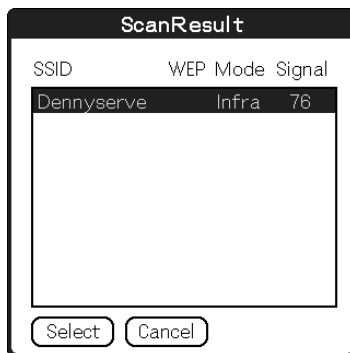 ScanResult
SSID WEP Mode Signal
Dennyserve Infra 76
Select Cancel